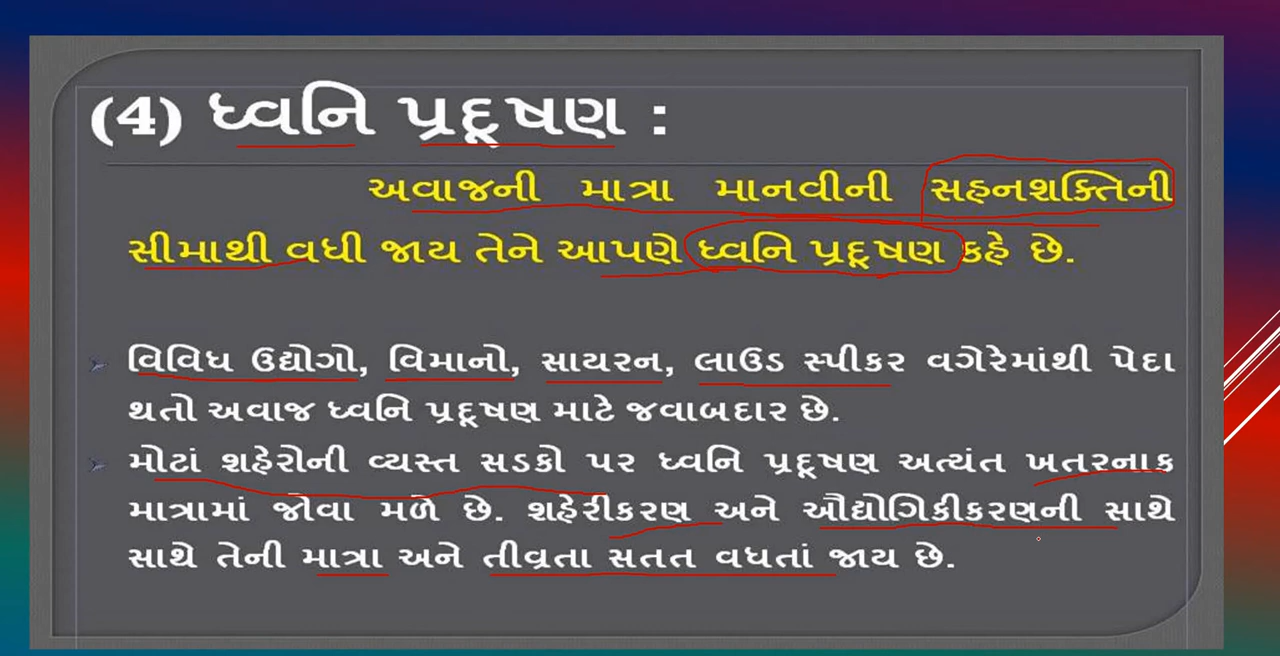 (4) ધ્વનિ પ્રદૂષણ :
અવાજની માત્રા માનવીની સહનશક્તિની
સીમાથી વધી જાય તેને આપણે ધ્વનિ પ્રદૂષણ કહે છે.
વિવિધ ઉદ્યોગો, વિમાનો, સાયરન, લાઉડ સ્પીકર વગેરેમાંથી પેદા
થતો અવાજ ધ્વનિ પ્રદૂષણ માટે જવાબદાર છે.
મોટાં શહેરોની વ્યસ્ત સડકો પર ધ્વનિ પ્રદૂષણ અત્યંત ખતરનાક
માત્રામાં જોવા મળે છે. શહેરીકરણ અને ઔદ્યોગિકીકરણની સાથે
સાથે તેની માત્રા અને તીવ્રતા સતત વધતાં જાય છે.